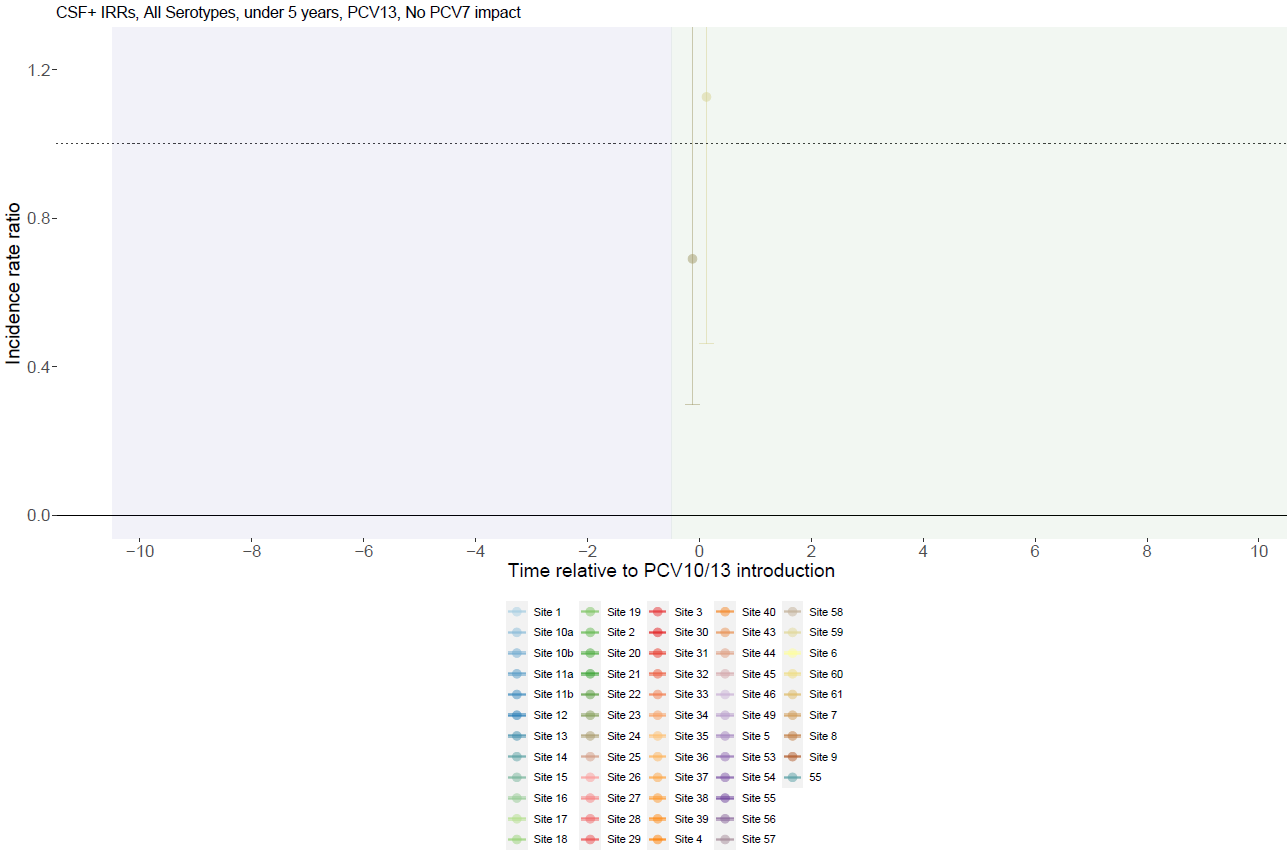 CSF+ IRRs, All Serotypes, under 5 years, PCV13, No PCV7 impact
Incidence rate ratio
1.2
0.8
0.4
0.0
−10 −8 −6 −4 −2 0 2 4 6 8 10
Time relative to PCV10/13 introduction
Site 1 Site 19 Site 3 Site 40 Site 58
Site 10a Site 2 Site 30 Site 43 Site 59
Site 10b Site 20 Site 31 Site 44 Site 6
Site 11a Site 21 Site 32 Site 45 Site 60
Site 11b Site 22 Site 33 Site 46 Site 61
Site 12 Site 23 Site 34 Site 49 Site 7
Site 13 Site 24 Site 35 Site 5 Site 8
Site 14 Site 25 Site 36 Site 53 Site 9
Site 15 Site 26 Site 37 Site 54 55
Site 16 Site 27 Site 38 Site 55
Site 17 Site 28 Site 39 Site 56
Site 18 Site 29 Site 4 Site 57